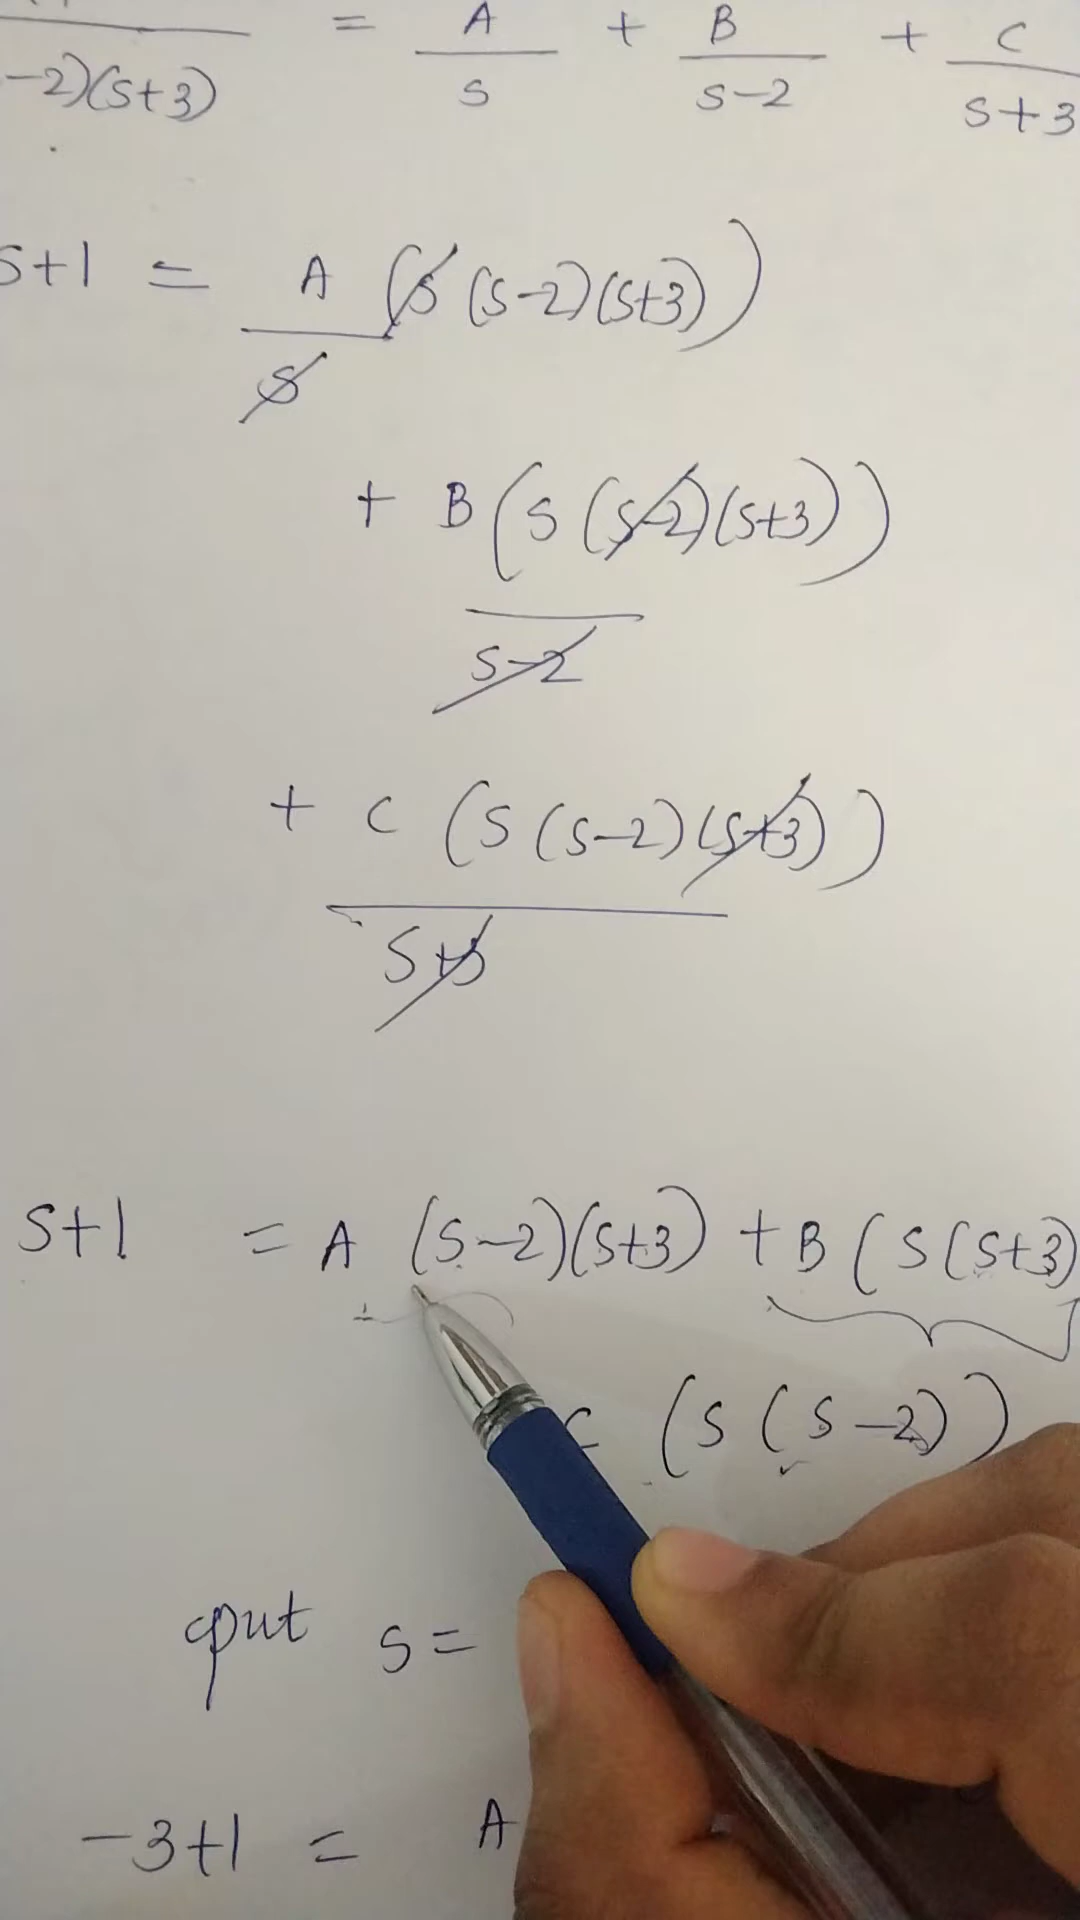 = A/s + B/s-2 + C/s+3
-2)(s+3)
s+1 = A (s (s-2)(s+3))
s
+ B(s (s-2)(s+3))
s-2
+ C (s (s-2)(s+3))
s+3
s+1 = A (s-2)(s+3) + B (s(s+3)
C (s (s-2))
put s=
-3+1 = A